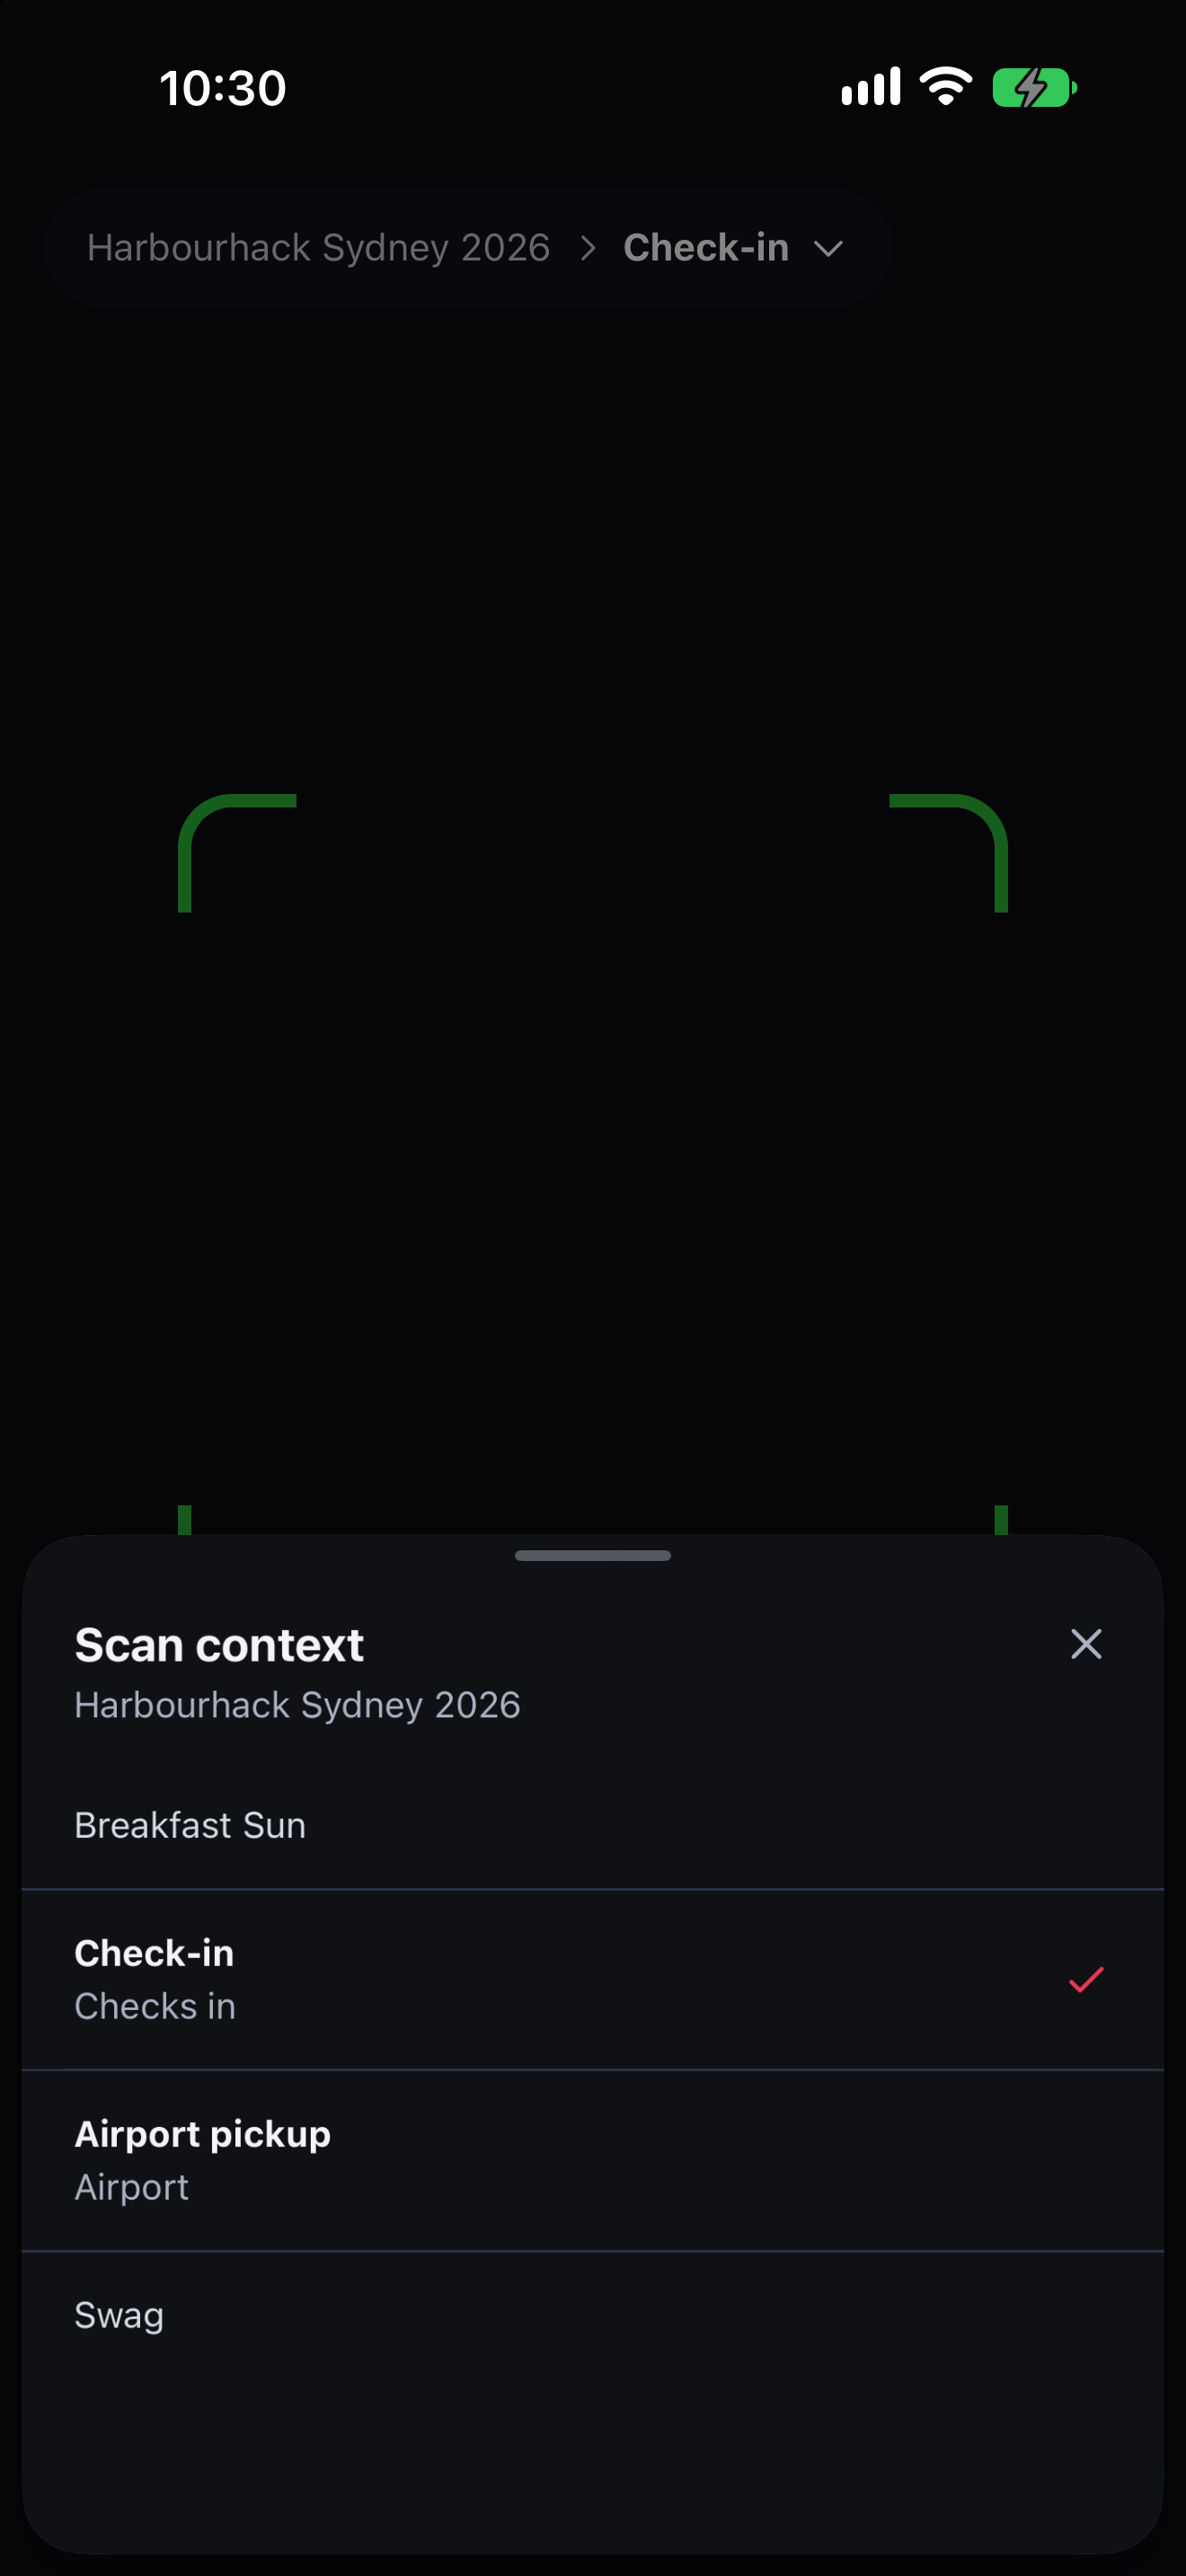 10:30
Harbourhack Sydney 2026 > Check-in
Scan context
Harbourhack Sydney 2026
Breakfast Sun
Check-in
Checks in
Airport pickup
Airport
Swag